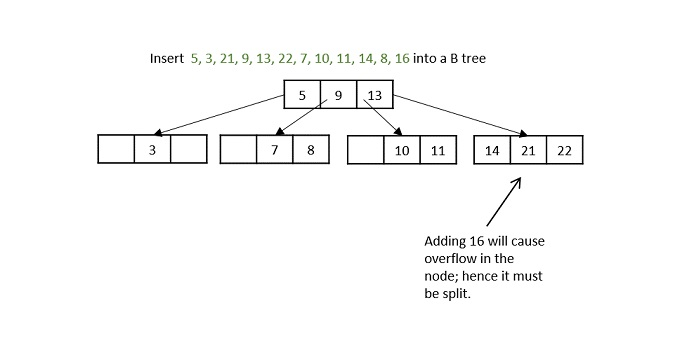 Insert 5, 3, 21, 9, 13, 22, 7, 10, 11, 14, 8, 16 into a B tree
5 9 13
3 7 8 10 11 14 21 22
Adding 16 will cause
overflow in the
node; hence it must
be split.